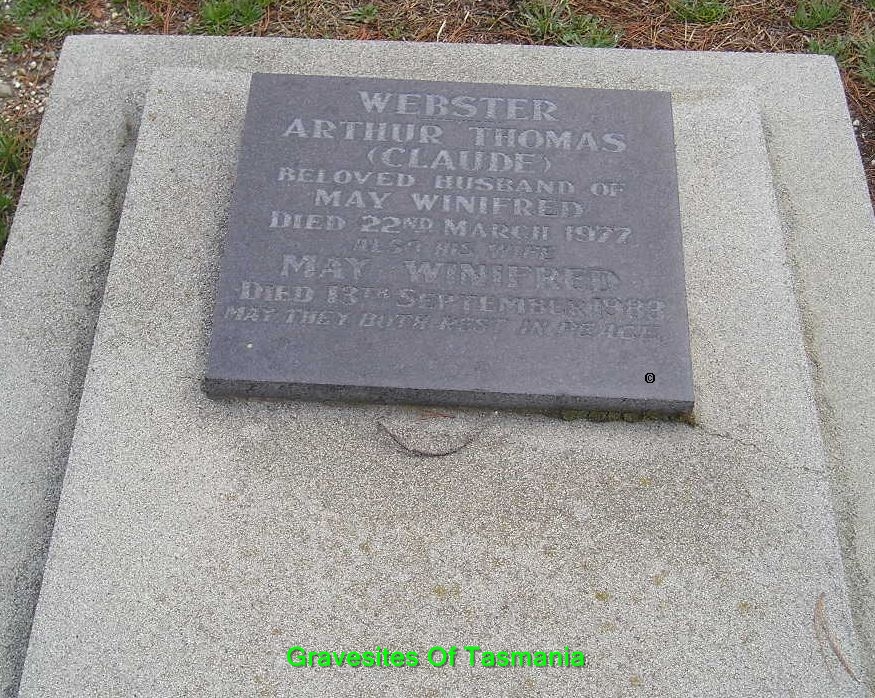 WEBSTER
ARTHUR THOMAS
(CLAUDE)
BELOVED HUSBAND OF
MAY WINIFRED
DIED 22ND MARCH 1977
ALSO HIS WIFE
MAY WINIFRED
DIED 13TH SEPTEMBER 1983
MAY THEY BOTH REST IN PEACE
©
Gravesites Of Tasmania